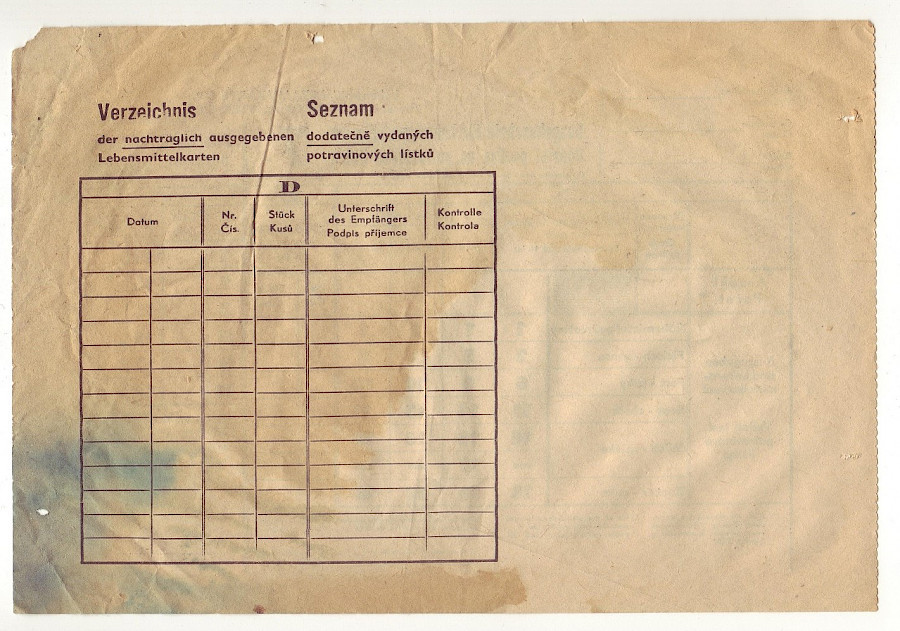 Verzeichnis
der nachtraglich ausgegebenen
Lebensmittelkarten
Seznam
dodatečně vydaných
potravinových lístků
D
Datum
Nr.
Čís.
Stück
Kusů
Unterschrift
des Empfängers
Podpis příjemce
Kontrolle
Kontrola